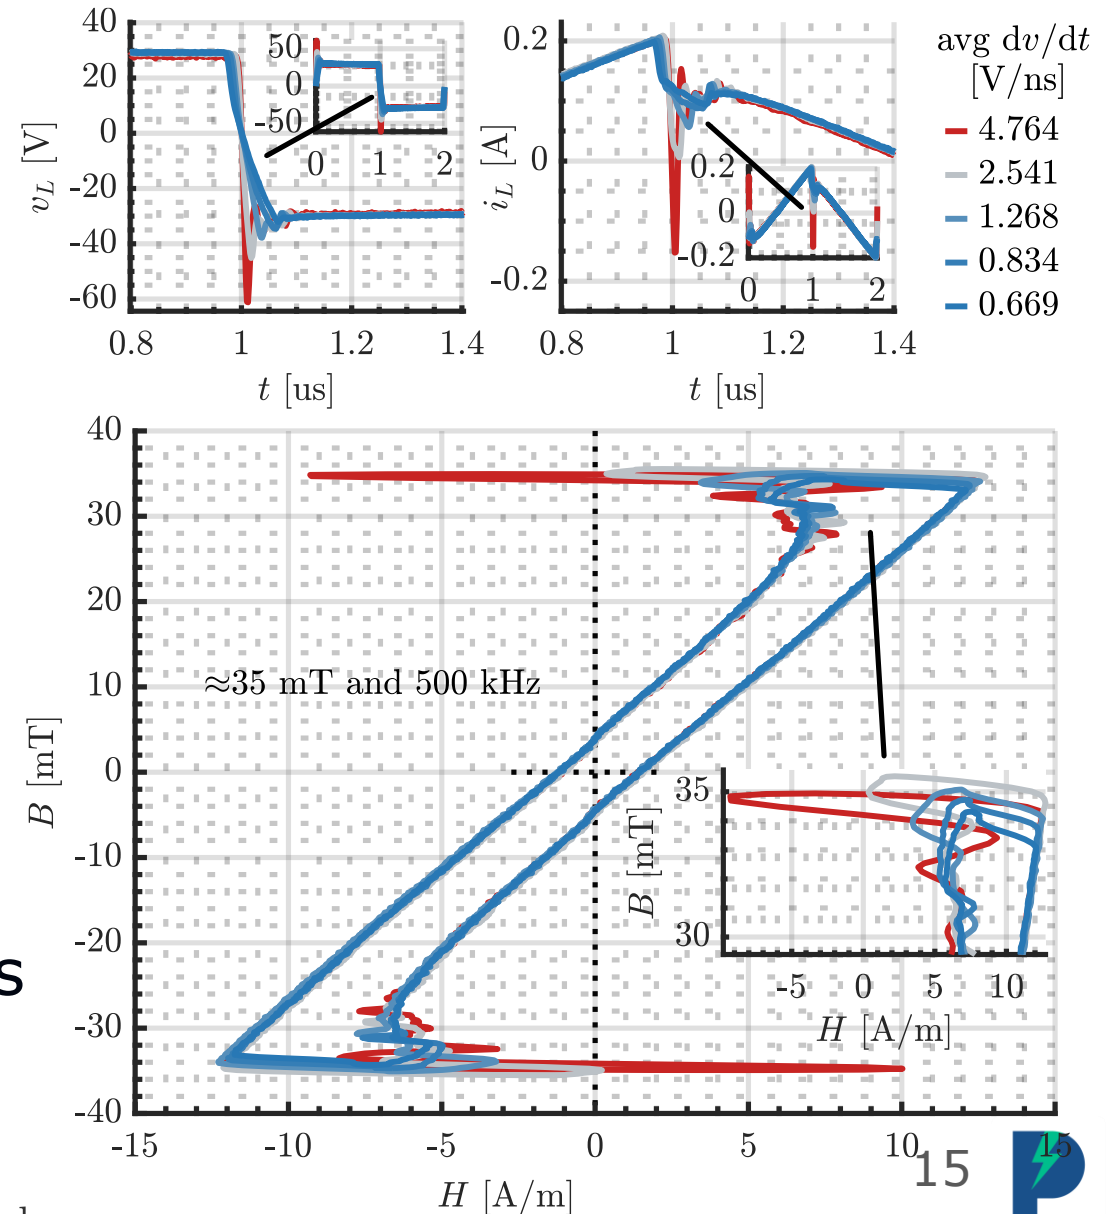 40
20
0
-20
-40
-60
0.8 1 1.2 1.4
t [us]
v_L [V]
50
0
-50
0 1 2
0.2
0
-0.2
0.8 1 1.2 1.4
t [us]
i_L [A]
0.2
0
-0.2
0 1 2
avg dv/dt
[V/ns]
4.764
2.541
1.268
0.834
0.669
40
30
20
10
0
-10
-20
-30
-40
-15 -10 -5 0 5 10 15
H [A/m]
B [mT]
≈35 mT and 500 kHz
35
30
-5 0 5 10
H [A/m]
B [mT]
s
15